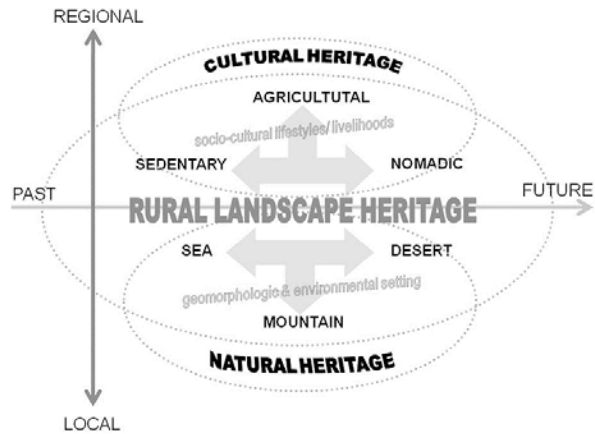 REGIONAL
CULTURAL HERITAGE
AGRICULTUTAL
socio-cultural lifestyles/ livelihoods
SEDENTARY NOMADIC
PAST FUTURE
RURAL LANDSCAPE HERITAGE
SEA DESERT
geomorphologic & environmental setting
MOUNTAIN
NATURAL HERITAGE
LOCAL